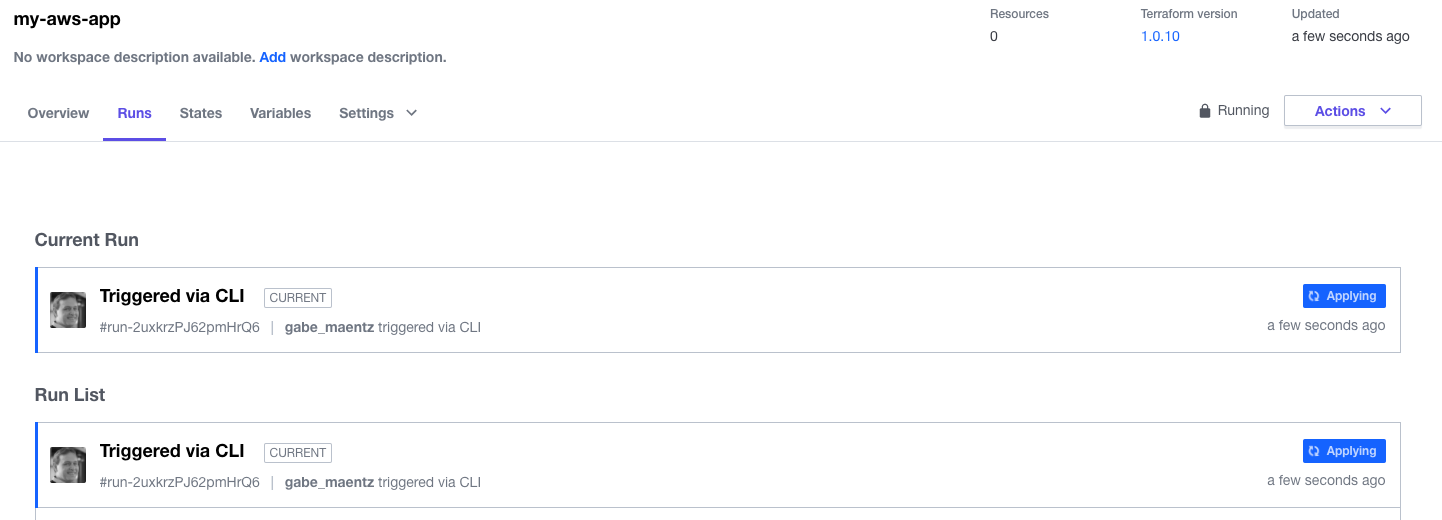 my-aws-app
Resources
Terraform version
Updated
0
1.0.10
a few seconds ago
No workspace description available. Add workspace description.
Overview Runs States Variables Settings
Running
Actions
Current Run
Triggered via CLI CURRENT
Applying
#run-2uxkrzPJ62pmHrQ6 | gabe_maentz triggered via CLI
a few seconds ago
Run List
Triggered via CLI CURRENT
Applying
#run-2uxkrzPJ62pmHrQ6 | gabe_maentz triggered via CLI
a few seconds ago